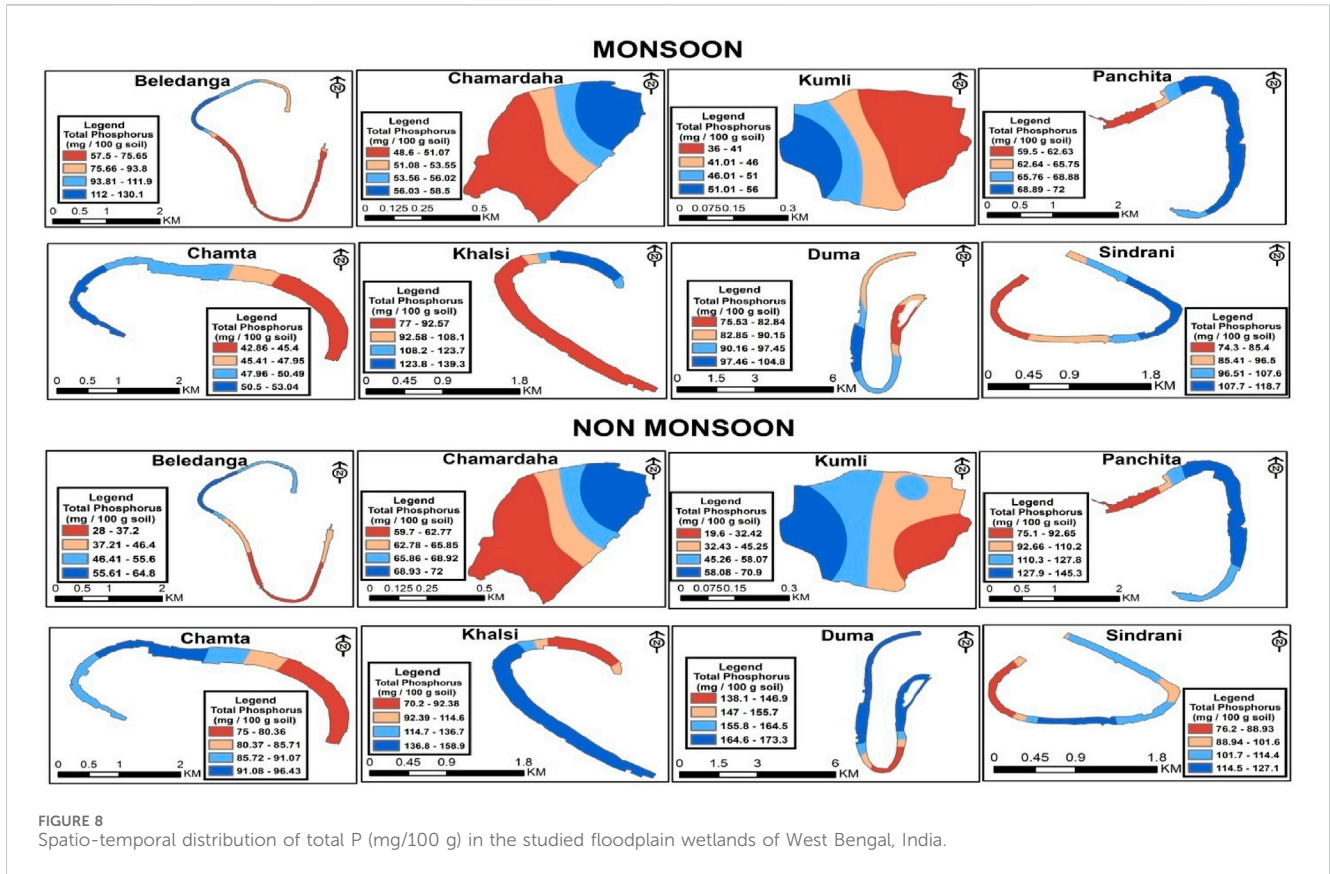 MONSOON
Beledanga
N
Legend
Total Phosphorus
(mg / 100 g soil)
57.5 - 75.65
75.66 - 93.8
93.81 - 111.9
112 - 130.1
0 0.5 1 2
KM
Chamardaha
N
Legend
Total Phosphorus
(mg / 100 g soil)
48.6 - 51.07
51.08 - 53.55
53.56 - 56.02
56.03 - 58.5
0 0.125 0.25 0.5
KM
Kumli
N
Legend
Total Phosphorus
(mg / 100 g soil)
36 - 41
41.01 - 46
46.01 - 51
51.01 - 56
0 0.075 0.15 0.3
KM
Panchita
N
Legend
Total Phosphorus
(mg / 100 g soil)
59.5 - 62.63
62.64 - 65.75
65.76 - 68.88
68.89 - 72
0 0.5 1 2
KM
Chamta
N
Legend
Total Phosphorus
(mg / 100 g soil)
42.86 - 45.4
45.41 - 47.95
47.96 - 50.49
50.5 - 53.04
0 0.5 1 2
KM
Khalsi
N
Legend
Total Phosphorus
(mg / 100 g soil)
77 - 92.57
92.58 - 108.1
108.2 - 123.7
123.8 - 139.3
0 0.45 0.9 1.8
KM
Duma
N
Legend
Total Phosphorus
(mg / 100 g soil)
75.53 - 82.84
82.85 - 90.15
90.16 - 97.45
97.46 - 104.8
0 1.5 3 6
KM
Sindrani
N
Legend
Total Phosphorus
(mg / 100 g soil)
74.3 - 85.4
85.41 - 96.5
96.51 - 107.6
107.7 - 118.7
0 0.45 0.9 1.8
KM
NON MONSOON
Beledanga
N
Legend
Total Phosphorus
(mg / 100 g soil)
28 - 37.2
37.21 - 46.4
46.41 - 55.6
55.61 - 64.8
0 0.5 1 2
KM
Chamardaha
N
Legend
Total Phosphorus
(mg / 100 g soil)
59.7 - 62.77
62.78 - 65.85
65.86 - 68.92
68.93 - 72
0 0.125 0.25 0.5
KM
Kumli
N
Legend
Total Phosphorus
(mg / 100 g soil)
19.6 - 32.42
32.43 - 45.25
45.26 - 58.07
58.08 - 70.9
0 0.075 0.15 0.3
KM
Panchita
N
Legend
Total Phosphorus
(mg / 100 g soil)
75.1 - 92.65
92.66 - 110.2
110.3 - 127.8
127.9 - 145.3
0 0.5 1 2
KM
Chamta
N
Legend
Total Phosphorus
(mg / 100 g soil)
75 - 80.36
80.37 - 85.71
85.72 - 91.07
91.08 - 96.43
0 0.5 1 2
KM
Khalsi
N
Legend
Total Phosphorus
(mg / 100 g soil)
70.2 - 92.38
92.39 - 114.6
114.7 - 136.7
136.8 - 158.9
0 0.45 0.9 1.8
KM
Duma
N
Legend
Total Phosphorus
(mg / 100 g soil)
138.1 - 146.9
147 - 155.7
155.8 - 164.5
164.6 - 173.3
0 1.5 3 6
KM
Sindrani
N
Legend
Total Phosphorus
(mg / 100 g soil)
76.2 - 88.93
88.94 - 101.6
101.7 - 114.4
114.5 - 127.1
0 0.45 0.9 1.8
KM
FIGURE 8
Spatio-temporal distribution of total P (mg/100 g) in the studied floodplain wetlands of West Bengal, India.